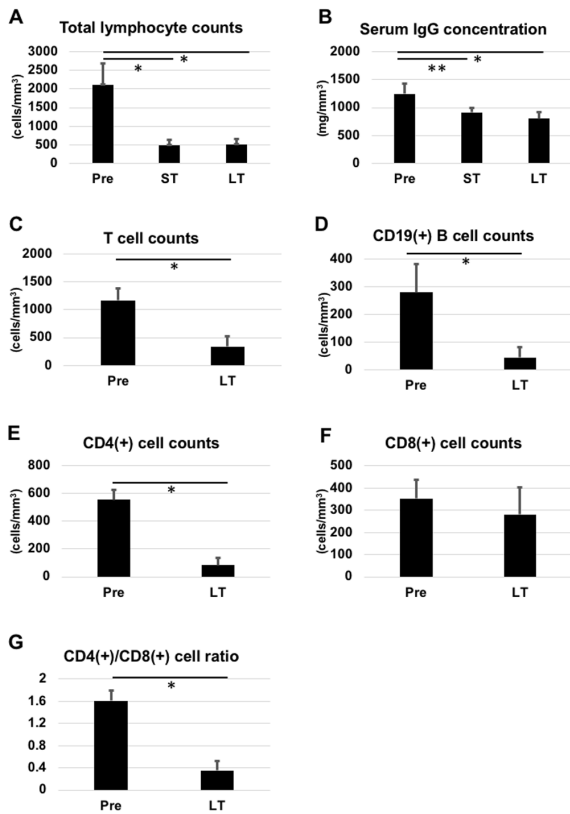 A
Total lymphocyte counts
(cells/mm³)
3000
2500
2000
1500
1000
500
0
*
*
Pre ST LT
B
Serum IgG concentration
(mg/mm³)
2000
1500
1000
500
0
*
**
Pre ST LT
C
T cell counts
(cells/mm³)
2000
1500
1000
500
0
*
Pre LT
D
CD19(+) B cell counts
(cells/mm³)
400
300
200
100
0
*
Pre LT
E
CD4(+) cell counts
(cells/mm³)
800
600
400
200
0
*
Pre LT
F
CD8(+) cell counts
(cells/mm³)
500
400
300
200
100
0
Pre LT
G
CD4(+)/CD8(+) cell ratio
2
1.6
1.2
0.8
0.4
0
*
Pre LT